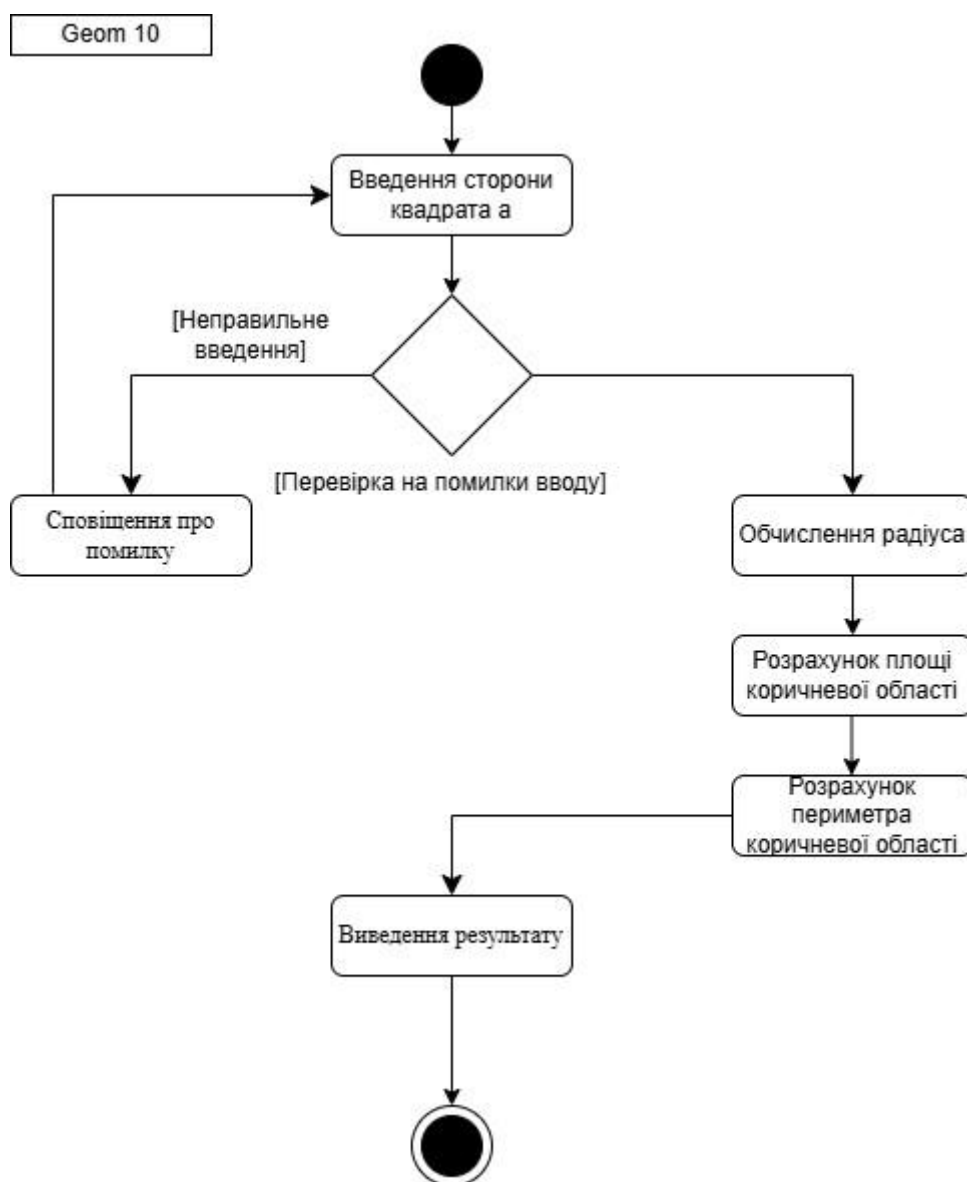 Geom 10
Введення сторони
квадрата а
[Неправильне
введення]
[Перевірка на помилки вводу]
Сповіщення про
помилку
Обчислення радіуса
Розрахунок площі
коричневої області
Розрахунок
периметра
коричневої області
Виведення результату